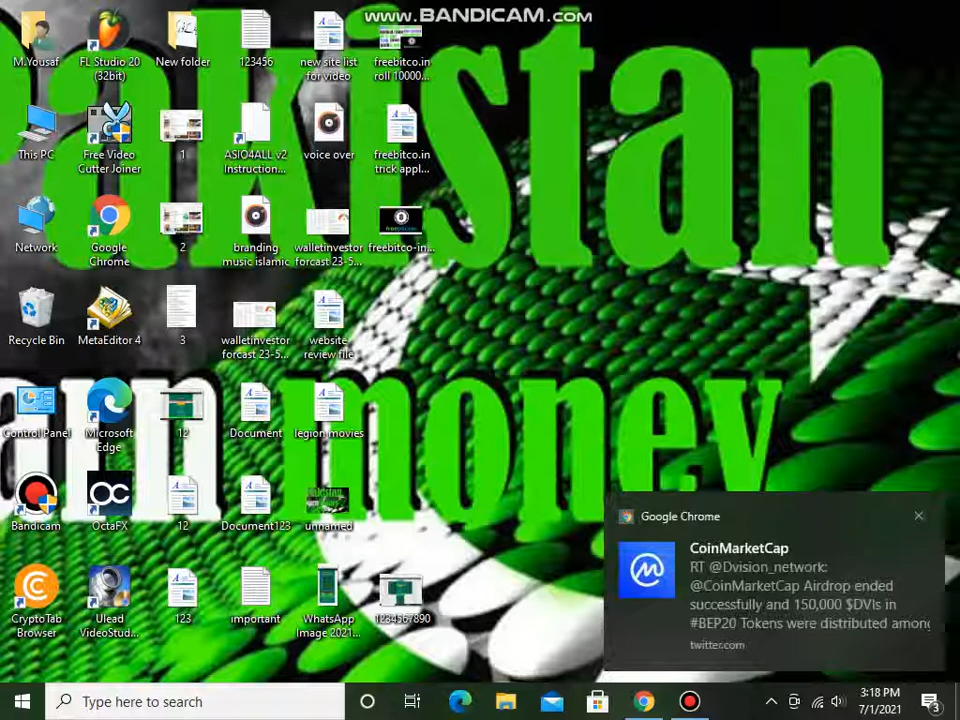 www.BANDICAM.com
Pakistan
earn money
M.Yousaf
FL Studio 20
(32bit)
New folder
123456
new site list
for video
freebitco.in
roll 10000...
This PC
Free Video
Cutter Joiner
1
ASIO4ALL v2
Instruction...
voice over
freebitco.in
trick appl...
Network
Google
Chrome
2
branding
music islamic
walletinvestor
forcast 23-5...
freebitco-in...
Recycle Bin
MetaEditor 4
3
walletinvestor
forcast 23-5...
website
review file
Control Panel
Microsoft
Edge
12
Document
legion movies
Bandicam
OctaFX
12
Document123
unnamed
CryptoTab
Browser
Ulead
VideoStud...
123
important
WhatsApp
Image 2021...
1234567890
Google Chrome
CoinMarketCap
RT @Dvision_network:
@CoinMarketCap Airdrop ended
successfully and 150,000 $DVIs in
#BEP20 Tokens were distributed among
twitter.com
Type here to search
3:18 PM
7/1/2021
3